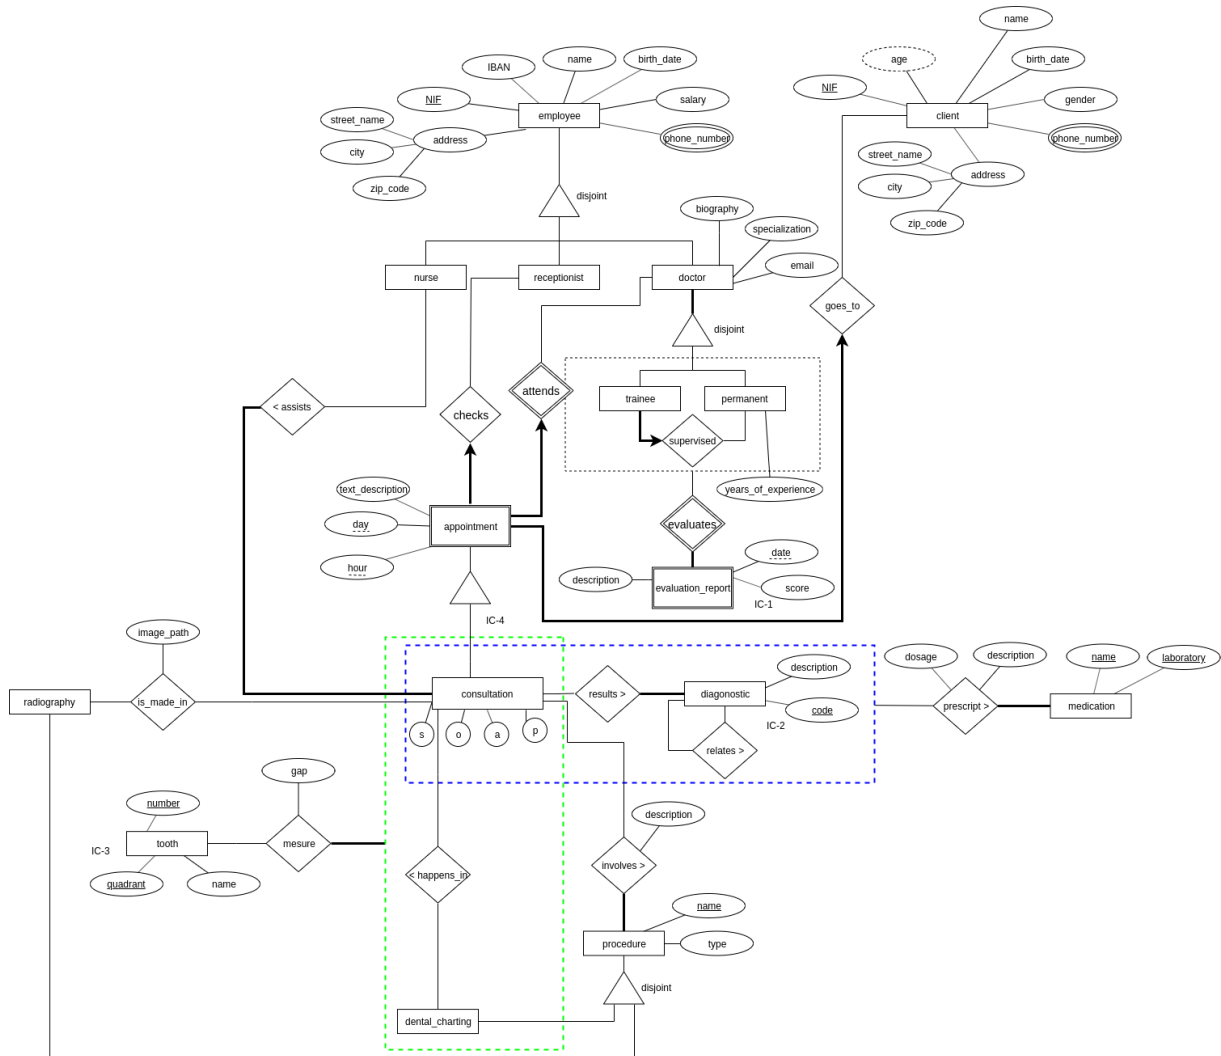 name
age
IBAN
name
birth_date
birth_date
NIF
NIF
salary
gender
street_name
employee
client
address
phone_number
phone_number
city
street_name
address
city
zip_code
disjoint
biography
zip_code
specialization
email
nurse
receptionist
doctor
goes_to
disjoint
attends
trainee
permanent
< assists
checks
supervised
text_description
years_of_experience
day
appointment
evaluates
hour
date
description
evaluation_report
score
IC-1
IC-4
image_path
dosage
description
name
laboratory
description
radiography
is_made_in
consultation
results >
diagonostic
code
prescript >
medication
IC-2
s
o
a
p
relates >
gap
number
description
IC-3
tooth
mesure
quadrant
name
< happens_in
involves >
name
procedure
type
disjoint
dental_charting